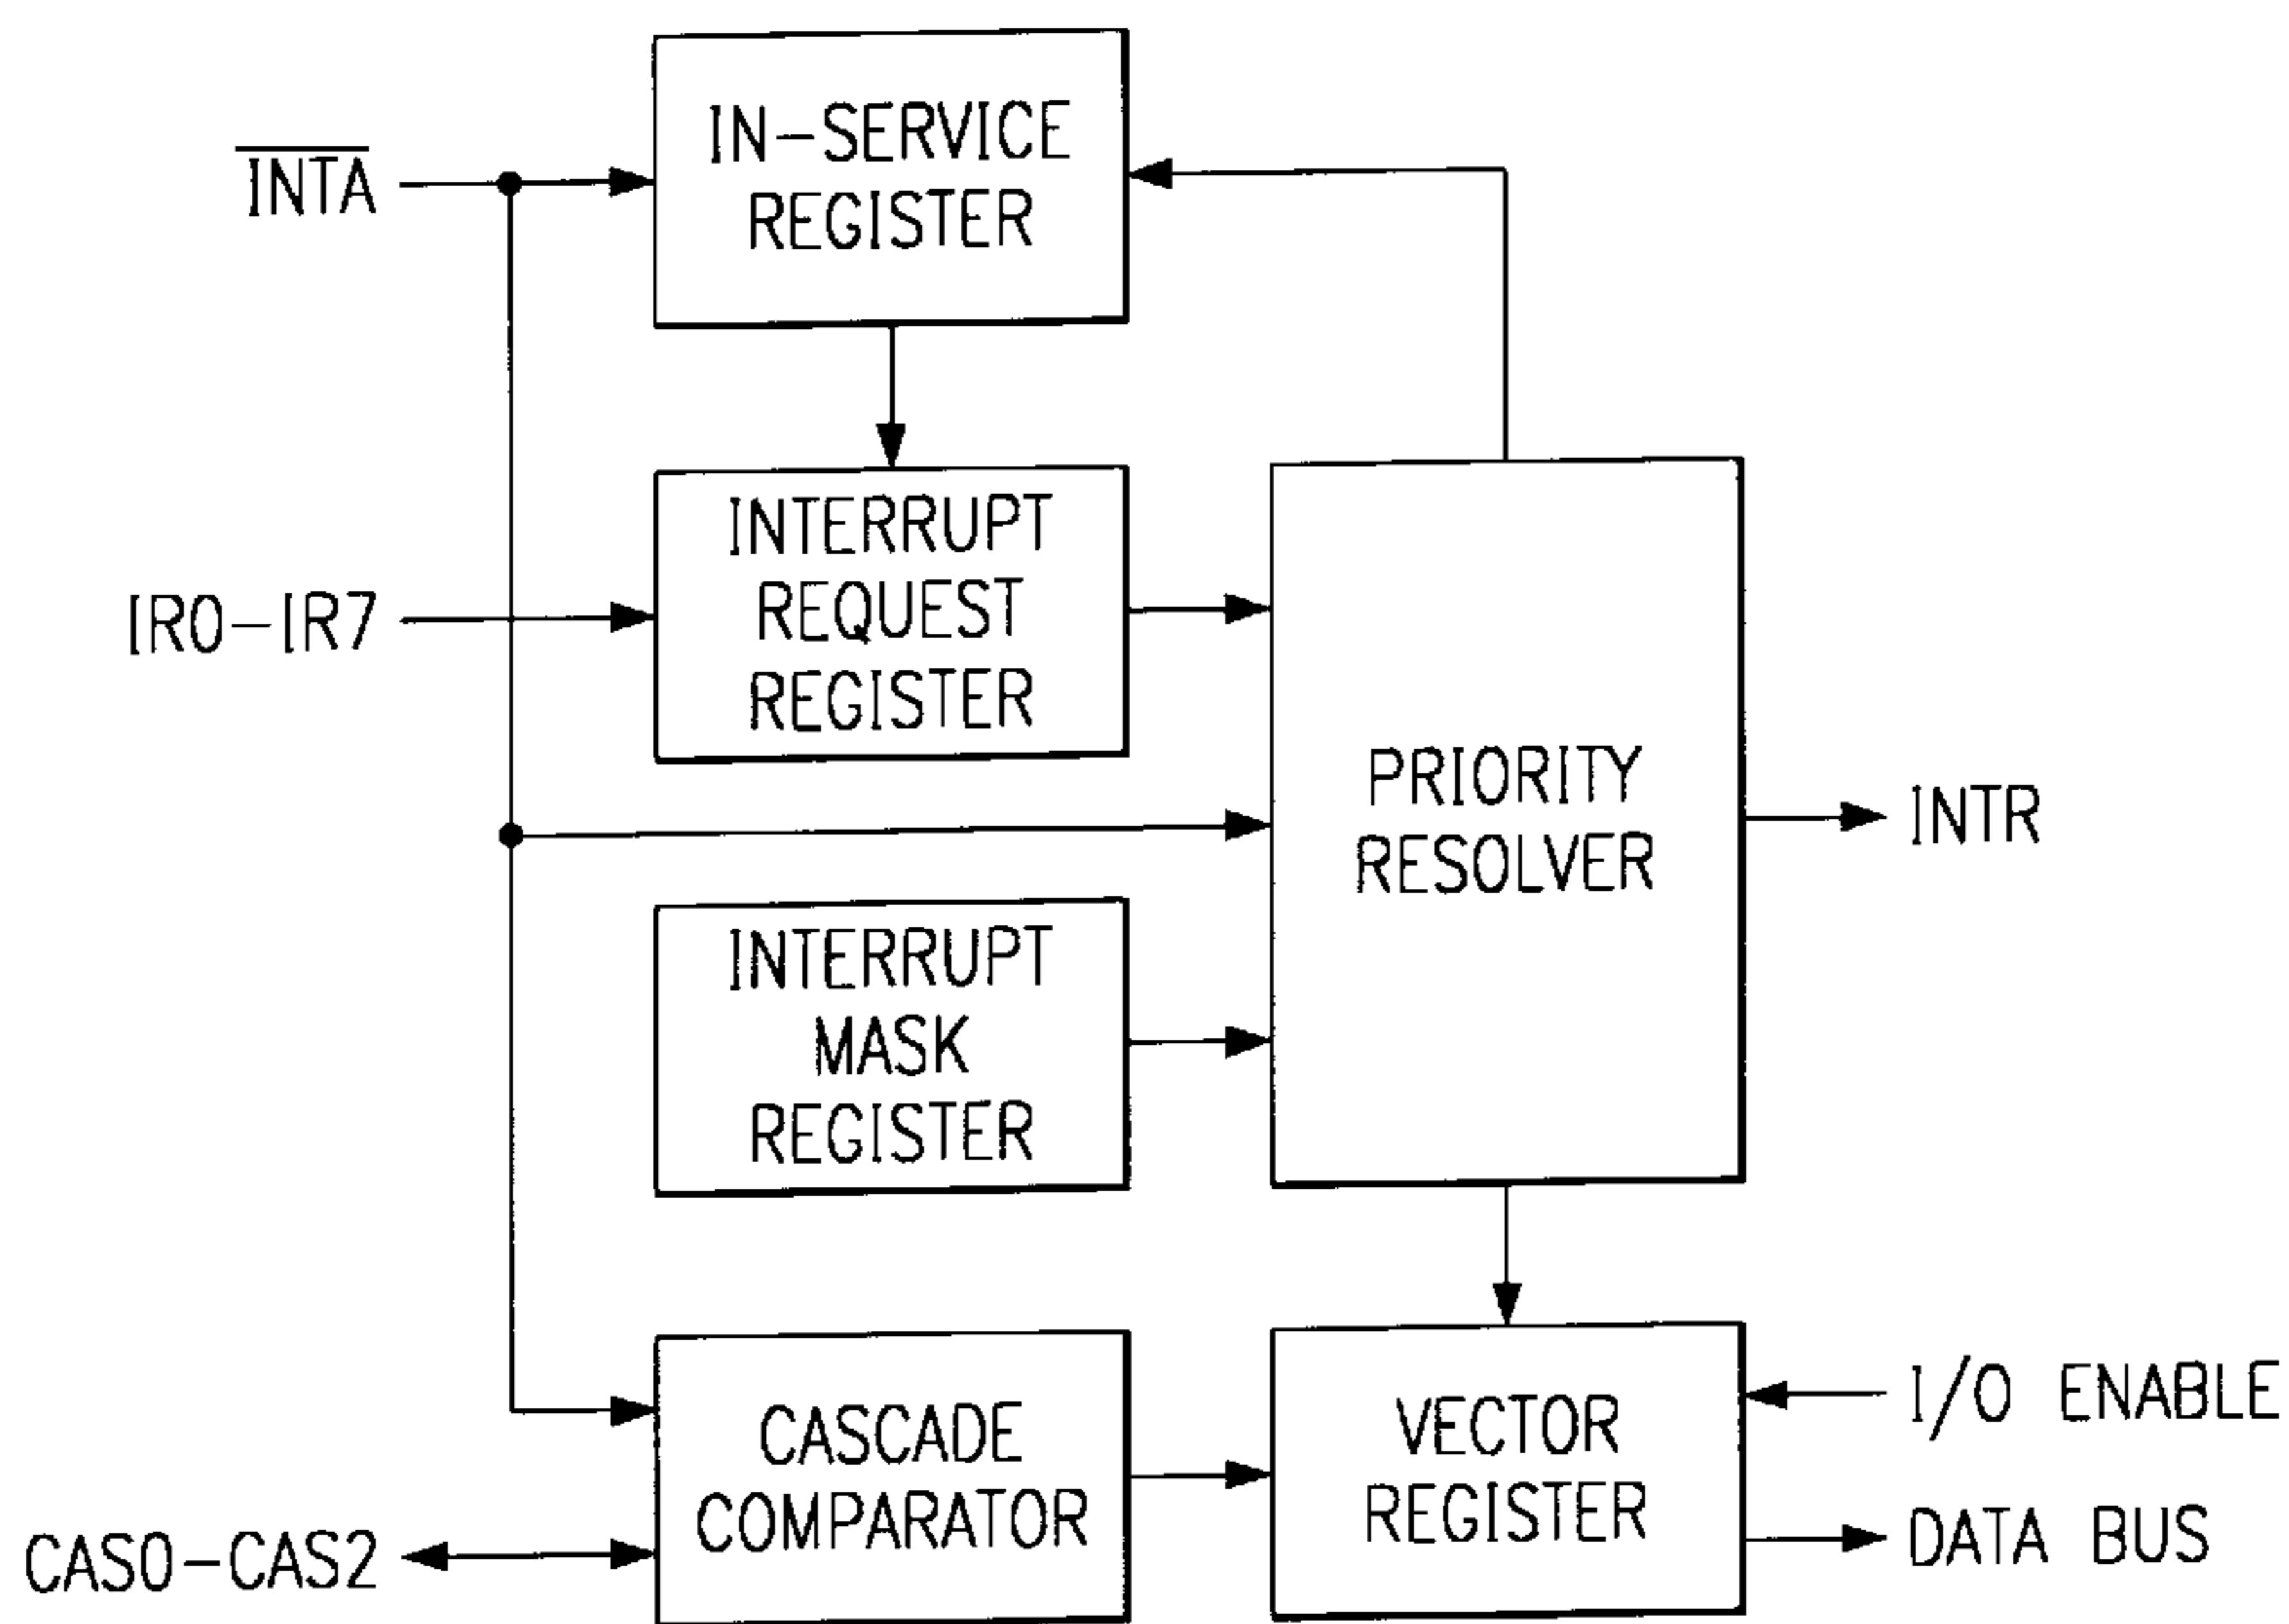 IN-SERVICE
REGISTER
I̅N̅T̅A̅
INTERRUPT
REQUEST
REGISTER
IR0-IR7
PRIORITY
RESOLVER
INTR
INTERRUPT
MASK
REGISTER
CASCADE
COMPARATOR
CAS0-CAS2
VECTOR
REGISTER
I/O ENABLE
DATA BUS